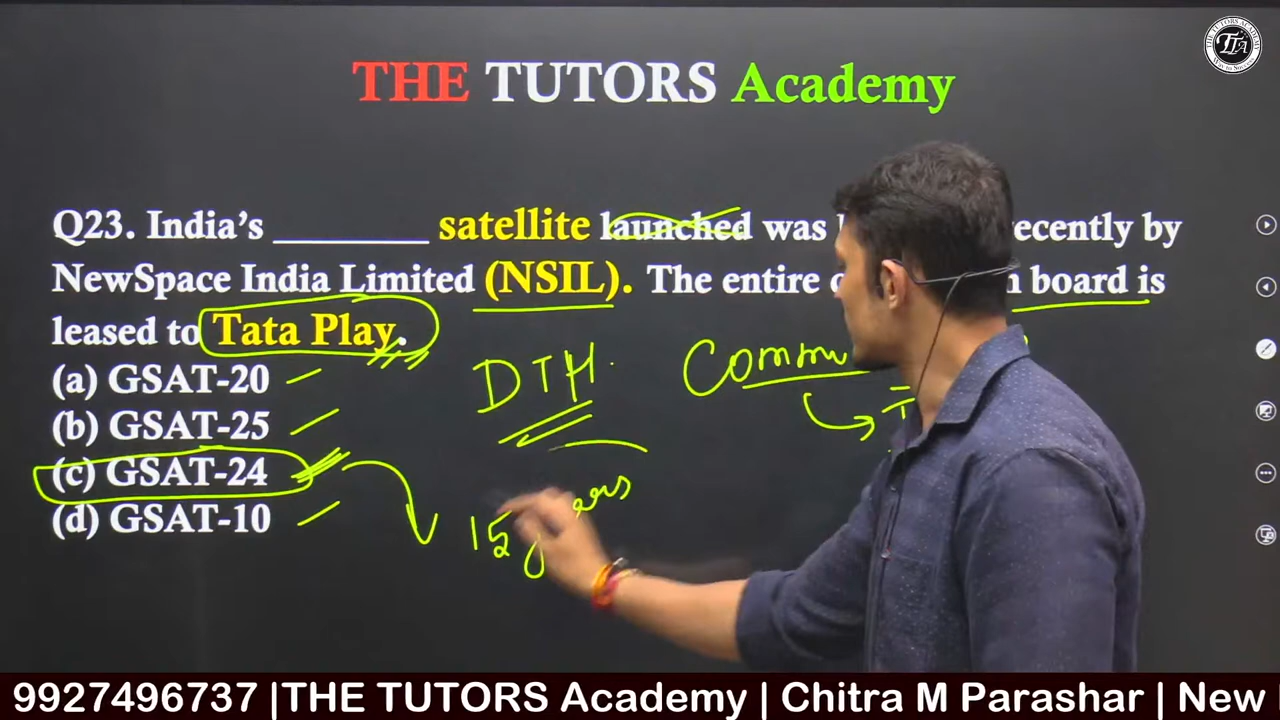 THE TUTORS Academy
Q23. India's ________ satellite launched was recently by
NewSpace India Limited (NSIL). The entire board is
leased to Tata Play.
(a) GSAT-20
(b) GSAT-25
(c) GSAT-24
(d) GSAT-10
DTH
15 years
9927496737 |THE TUTORS Academy | Chitra M Parashar | New